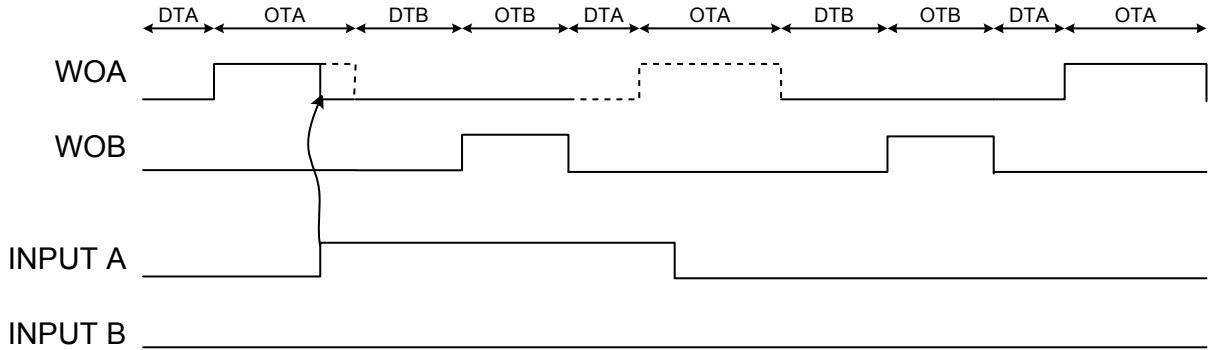 DTA OTA DTB OTB DTA OTA DTB OTB DTA OTA
WOA
WOB
INPUT A
INPUT B